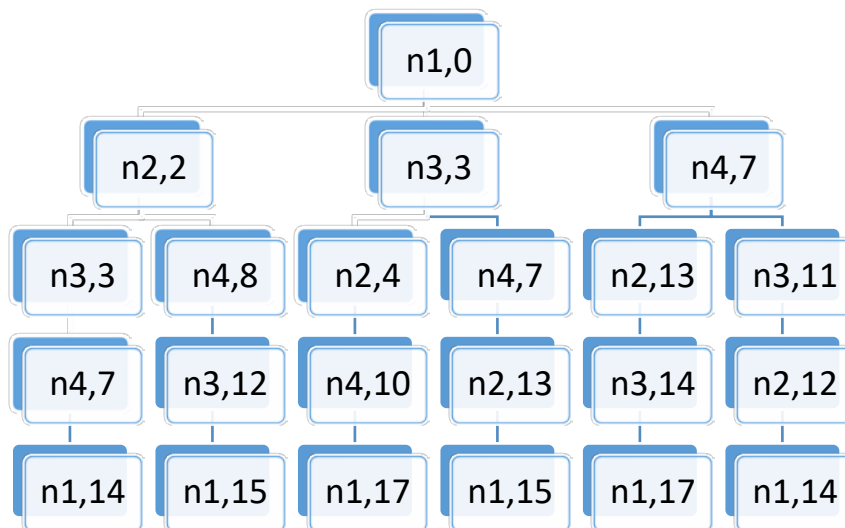 n1,0
n2,2 n3,3 n4,7
n3,3 n4,8 n2,4 n4,7 n2,13 n3,11
n4,7 n3,12 n4,10 n2,13 n3,14 n2,12
n1,14 n1,15 n1,17 n1,15 n1,17 n1,14